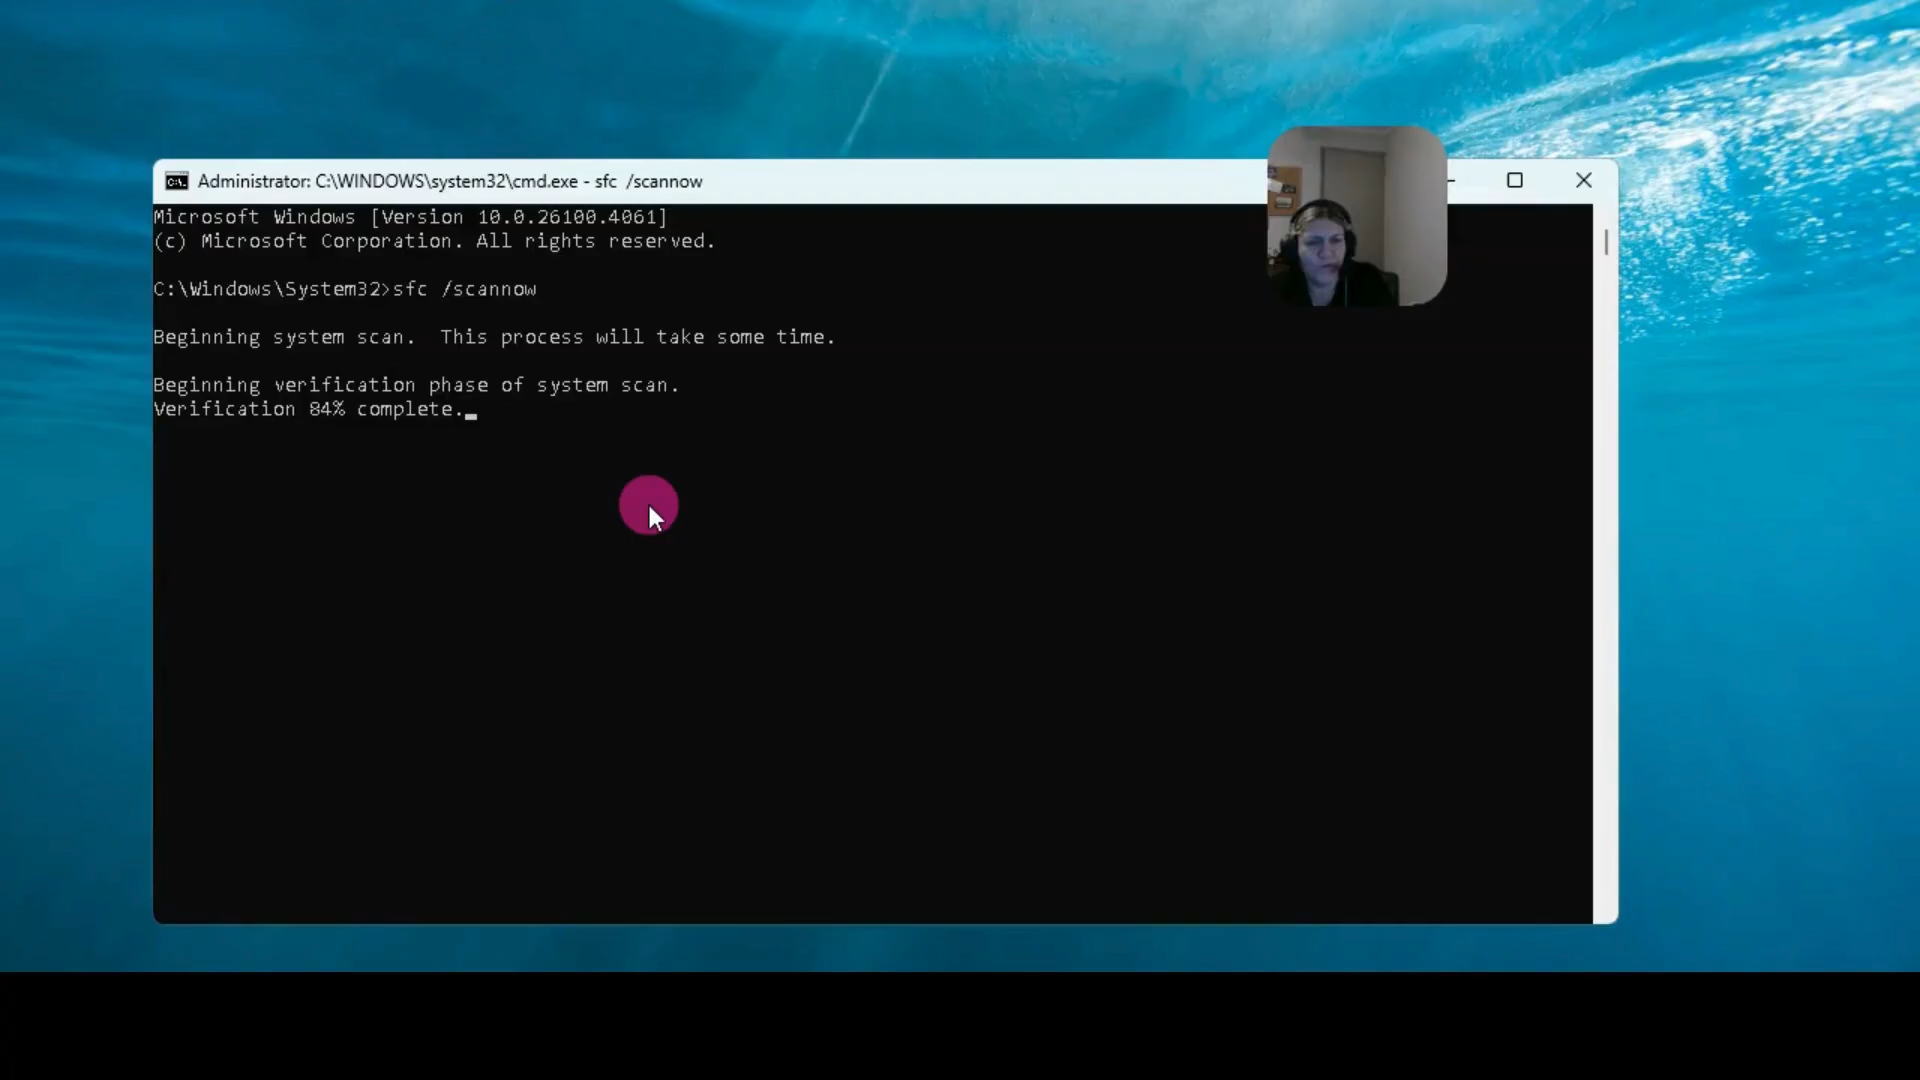 Administrator: C:\WINDOWS\system32\cmd.exe - sfc  /scannow
Microsoft Windows [Version 10.0.26100.4061]
(c) Microsoft Corporation. All rights reserved.
C:\Windows\System32>sfc /scannow
Beginning system scan.  This process will take some time.
Beginning verification phase of system scan.
Verification 84% complete.